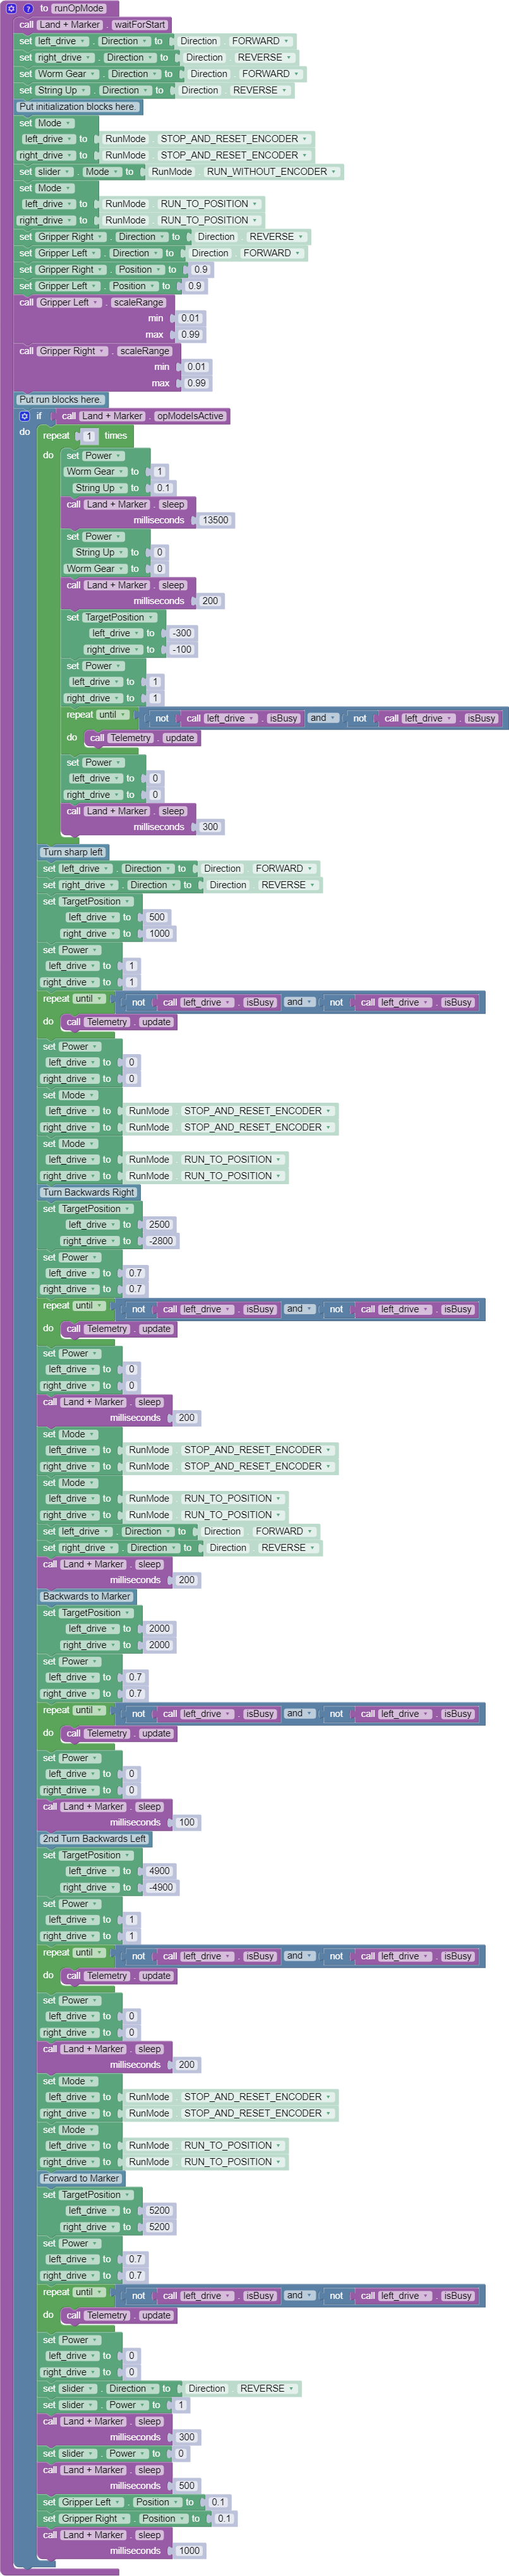 to runOpMode
call Land + Marker . waitForStart
set left_drive . Direction to Direction FORWARD
set right_drive . Direction to Direction REVERSE
set Worm Gear . Direction to Direction FORWARD
set String Up . Direction to Direction REVERSE
Put initialization blocks here.
set Mode
left_drive to RunMode STOP_AND_RESET_ENCODER
right_drive to RunMode STOP_AND_RESET_ENCODER
set slider . Mode to RunMode RUN_WITHOUT_ENCODER
set Mode
left_drive to RunMode RUN_TO_POSITION
right_drive to RunMode RUN_TO_POSITION
set Gripper Right . Direction to Direction REVERSE
set Gripper Left . Direction to Direction FORWARD
set Gripper Right . Position to 0.9
set Gripper Left . Position to 0.9
call Gripper Left . scaleRange
min 0.01
max 0.99
call Gripper Right . scaleRange
min 0.01
max 0.99
Put run blocks here.
if call Land + Marker . opModeIsActive
do repeat 1 times
do set Power
Worm Gear to 1
String Up to 0.1
call Land + Marker . sleep
milliseconds 13500
set Power
String Up to 0
Worm Gear to 0
call Land + Marker . sleep
milliseconds 200
set TargetPosition
left_drive to -300
right_drive to -100
set Power
left_drive to 1
right_drive to 1
repeat until not call left_drive . isBusy and not call left_drive . isBusy
do call Telemetry . update
set Power
left_drive to 0
right_drive to 0
call Land + Marker . sleep
milliseconds 300
Turn sharp left
set left_drive . Direction to Direction FORWARD
set right_drive . Direction to Direction REVERSE
set TargetPosition
left_drive to 500
right_drive to 1000
set Power
left_drive to 1
right_drive to 1
repeat until not call left_drive . isBusy and not call left_drive . isBusy
do call Telemetry . update
set Power
left_drive to 0
right_drive to 0
set Mode
left_drive to RunMode STOP_AND_RESET_ENCODER
right_drive to RunMode STOP_AND_RESET_ENCODER
set Mode
left_drive to RunMode RUN_TO_POSITION
right_drive to RunMode RUN_TO_POSITION
Turn Backwards Right
set TargetPosition
left_drive to 2500
right_drive to -2800
set Power
left_drive to 0.7
right_drive to 0.7
repeat until not call left_drive . isBusy and not call left_drive . isBusy
do call Telemetry . update
set Power
left_drive to 0
right_drive to 0
call Land + Marker . sleep
milliseconds 200
set Mode
left_drive to RunMode STOP_AND_RESET_ENCODER
right_drive to RunMode STOP_AND_RESET_ENCODER
set Mode
left_drive to RunMode RUN_TO_POSITION
right_drive to RunMode RUN_TO_POSITION
set left_drive . Direction to Direction FORWARD
set right_drive . Direction to Direction REVERSE
call Land + Marker . sleep
milliseconds 200
Backwards to Marker
set TargetPosition
left_drive to 2000
right_drive to 2000
set Power
left_drive to 0.7
right_drive to 0.7
repeat until not call left_drive . isBusy and not call left_drive . isBusy
do call Telemetry . update
set Power
left_drive to 0
right_drive to 0
call Land + Marker . sleep
milliseconds 100
2nd Turn Backwards Left
set TargetPosition
left_drive to 4900
right_drive to -4900
set Power
left_drive to 1
right_drive to 1
repeat until not call left_drive . isBusy and not call left_drive . isBusy
do call Telemetry . update
set Power
left_drive to 0
right_drive to 0
call Land + Marker . sleep
milliseconds 200
set Mode
left_drive to RunMode STOP_AND_RESET_ENCODER
right_drive to RunMode STOP_AND_RESET_ENCODER
set Mode
left_drive to RunMode RUN_TO_POSITION
right_drive to RunMode RUN_TO_POSITION
Forward to Marker
set TargetPosition
left_drive to 5200
right_drive to 5200
set Power
left_drive to 0.7
right_drive to 0.7
repeat until not call left_drive . isBusy and not call left_drive . isBusy
do call Telemetry . update
set Power
left_drive to 0
right_drive to 0
set slider . Direction to Direction REVERSE
set slider . Power to 1
call Land + Marker . sleep
milliseconds 300
set slider . Power to 0
call Land + Marker . sleep
milliseconds 500
set Gripper Left . Position to 0.1
set Gripper Right . Position to 0.1
call Land + Marker . sleep
milliseconds 1000